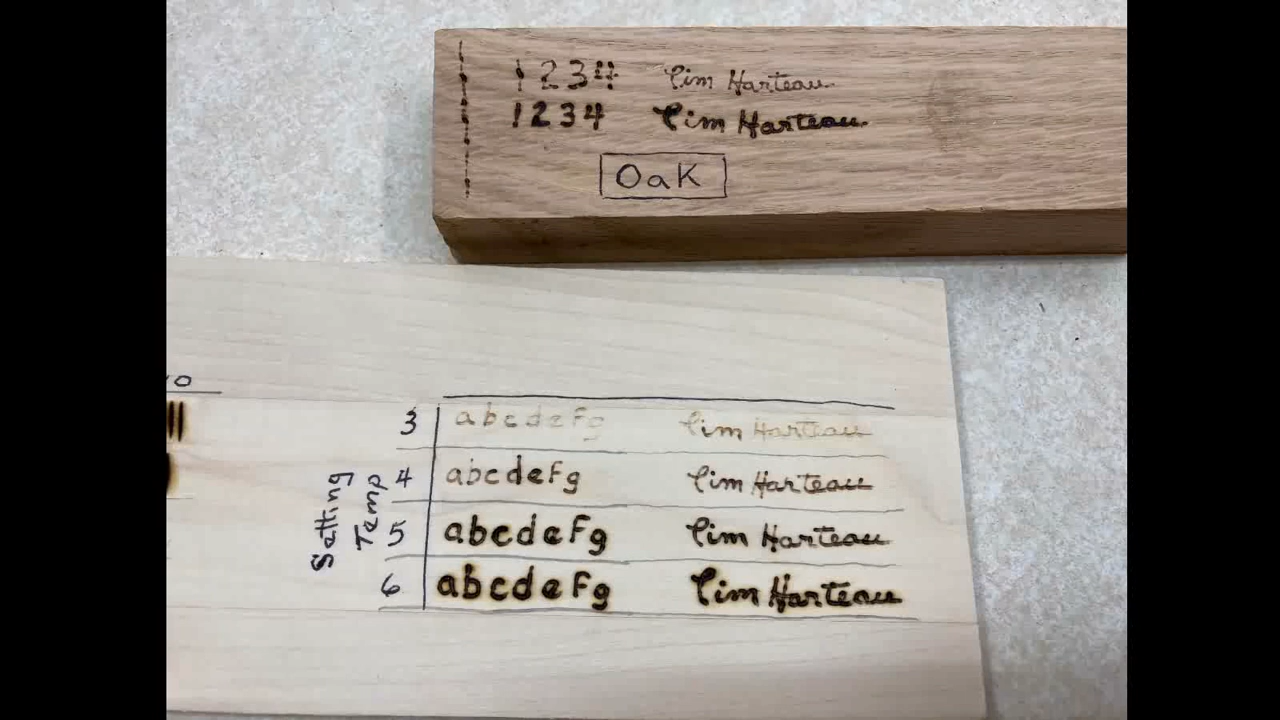 1234 Tim Harteau
1234 Tim Harteau
Oak
10
Setting
Temp
3 abcdefg Tim Harteau
4 abcdefg Tim Harteau
5 abcdefg Tim Harteau
6 abcdefg Tim Harteau